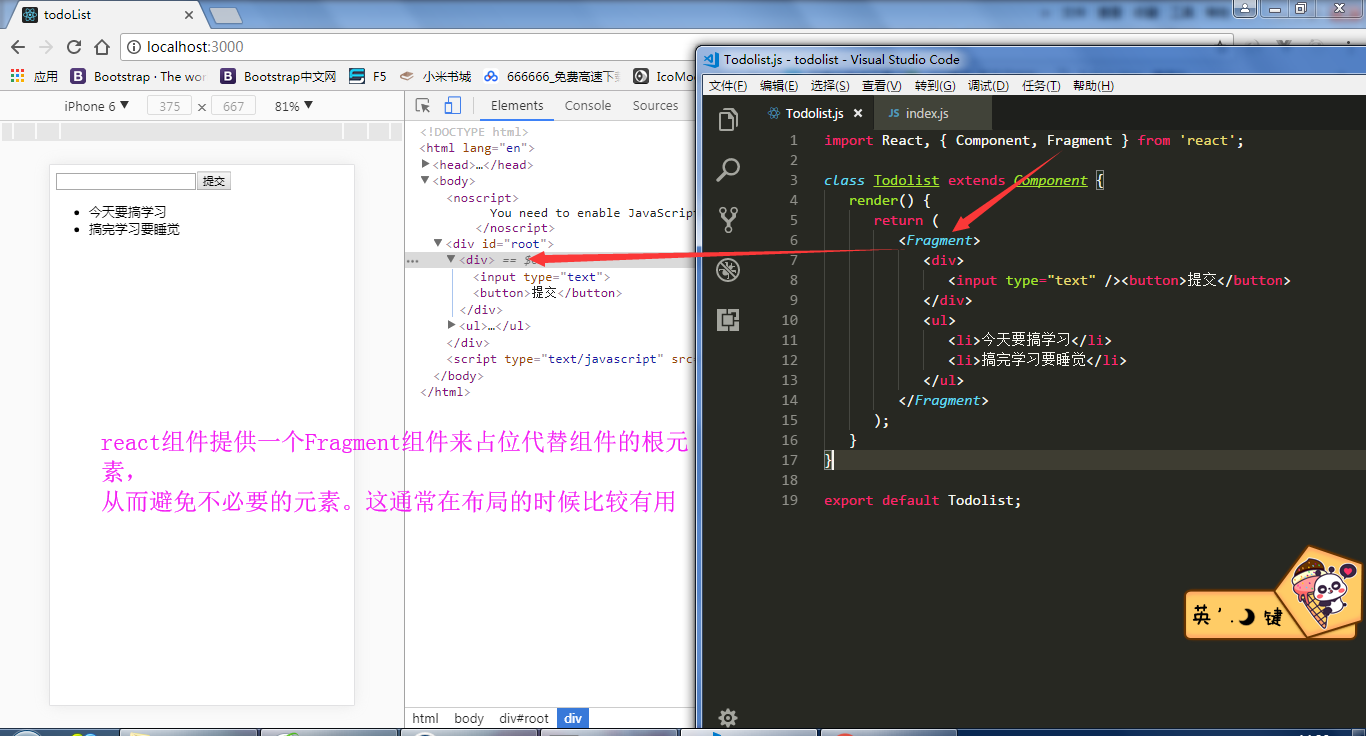 todoList
localhost:3000
应用 Bootstrap · The wor Bootstrap中文网 F5 小米书城 666666_免费高速下 IcoMo
iPhone 6 ▼ 375 × 667 81% ▼
Elements Console Sources
提交
今天要搞学习
搞完学习要睡觉
<!DOCTYPE html>
<html lang="en">
<head>…</head>
<body>
<noscript>
You need to enable JavaScript
</noscript>
<div id="root">
<div> == $
<input type="text">
<button>提交</button>
</div>
<ul>…</ul>
</div>
<script type="text/javascript" src
</body>
</html>
react组件提供一个Fragment组件来占位代替组件的根元
素，
从而避免不必要的元素。这通常在布局的时候比较有用
html body div#root div
Todolist.js - todolist - Visual Studio Code
文件(F) 编辑(E) 选择(S) 查看(V) 转到(G) 调试(D) 任务(T) 帮助(H)
Todolist.js × JS index.js
1 import React, { Component, Fragment } from 'react';
2
3 class Todolist extends Component {
4 render() {
5 return (
6 <Fragment>
7 <div>
8 <input type="text" /><button>提交</button>
9 </div>
10 <ul>
11 <li>今天要搞学习</li>
12 <li>搞完学习要睡觉</li>
13 </ul>
14 </Fragment>
15 );
16 }
17 }
18
19 export default Todolist;
英 ' . 键